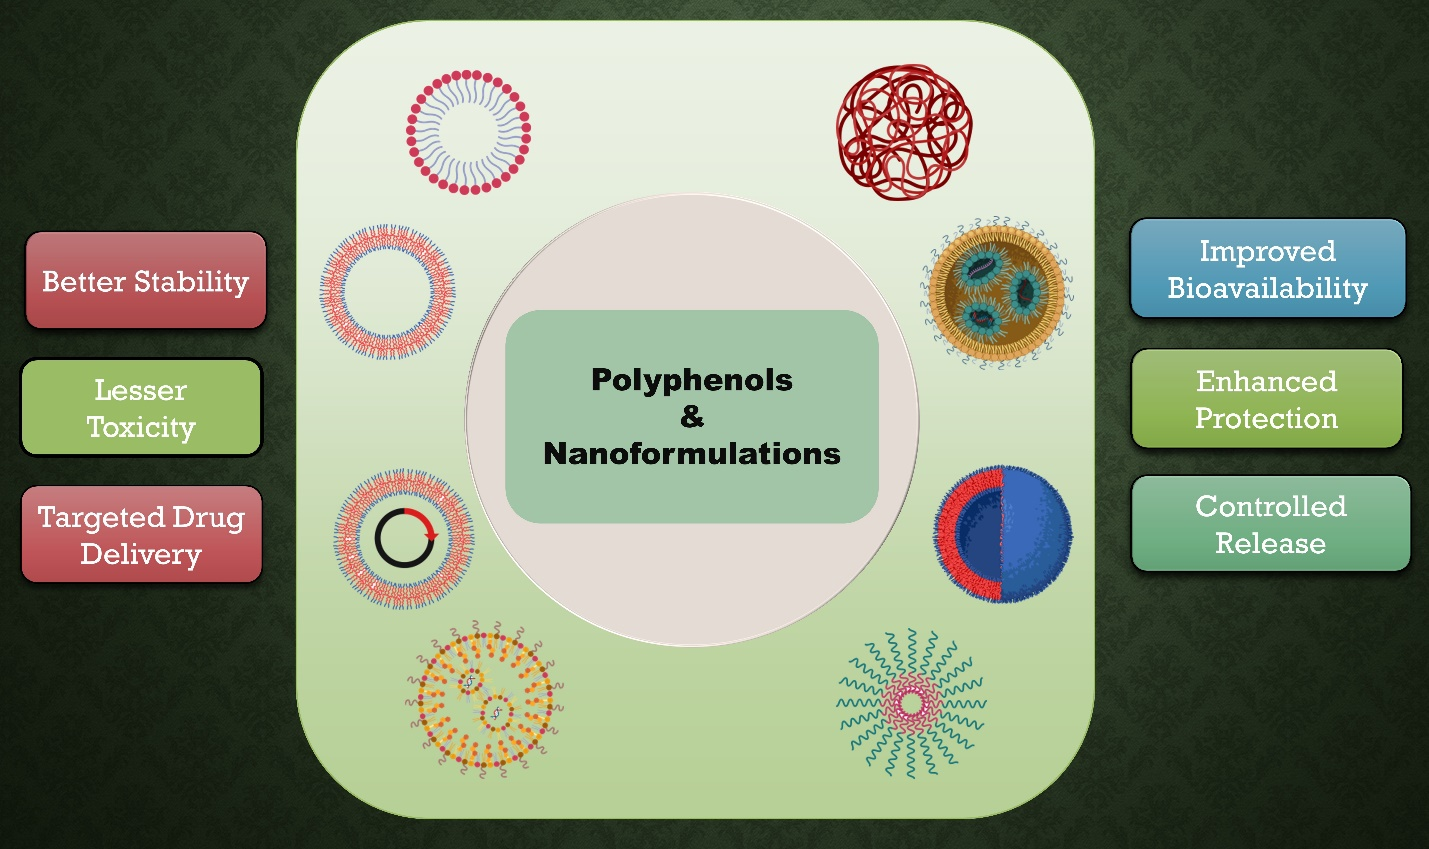 Better Stability
Lesser
Toxicity
Targeted Drug
Delivery
Polyphenols
&
Nanoformulations
Improved
Bioavailability
Enhanced
Protection
Controlled
Release